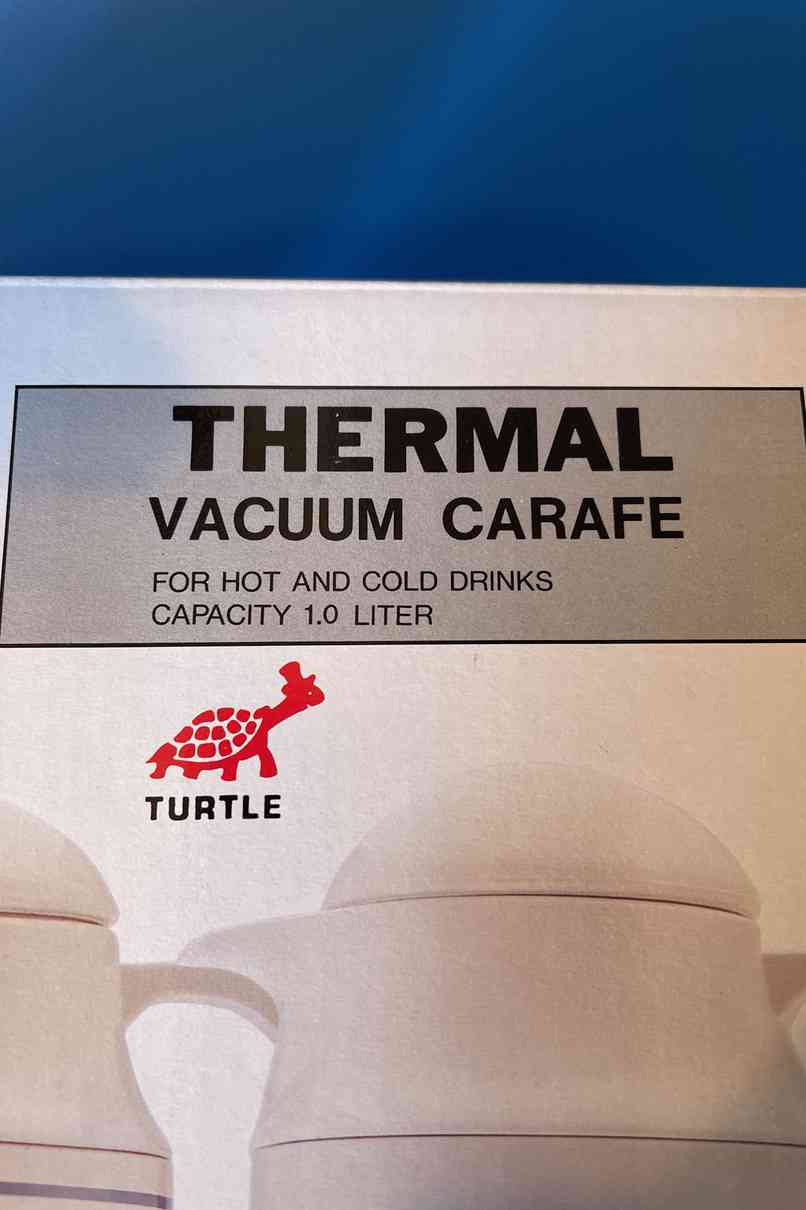 THERMAL
VACUUM CARAFE
FOR HOT AND COLD DRINKS
CAPACITY 1.0 LITER
TURTLE